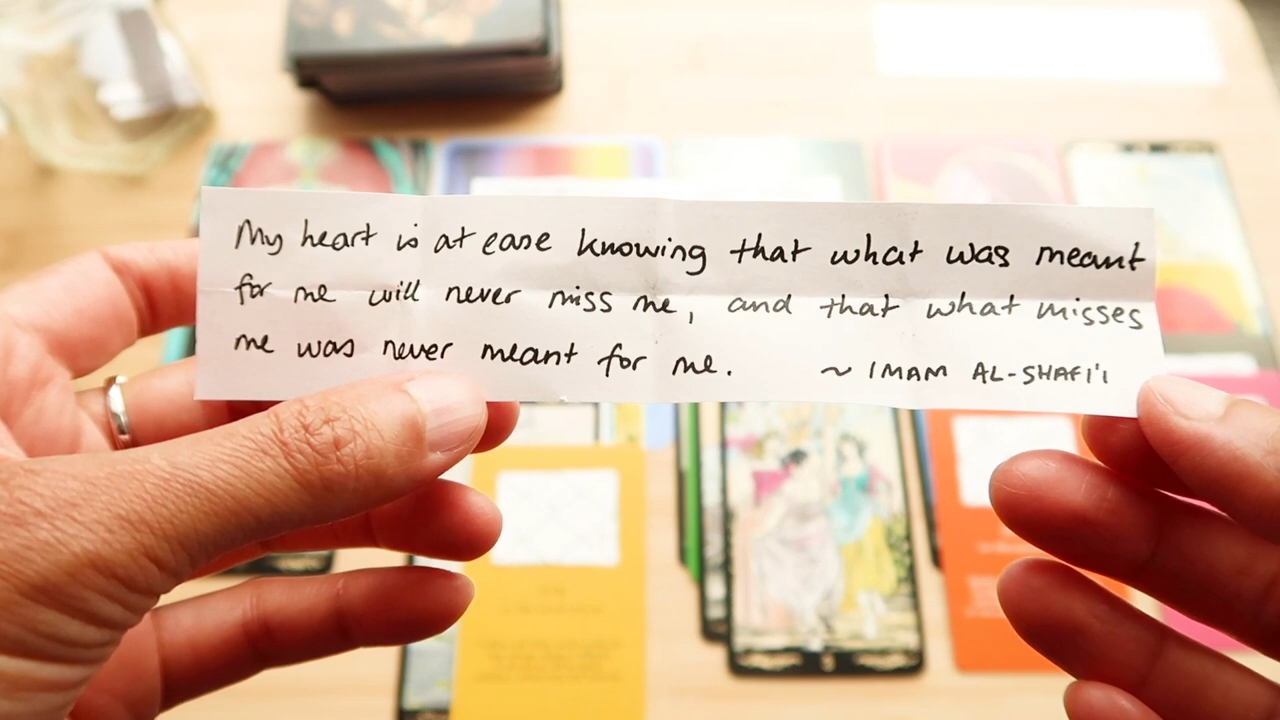 My heart is at ease knowing that what was meant
for me will never miss me, and that what misses
me was never meant for me. ~ IMAM AL-SHAFI'I